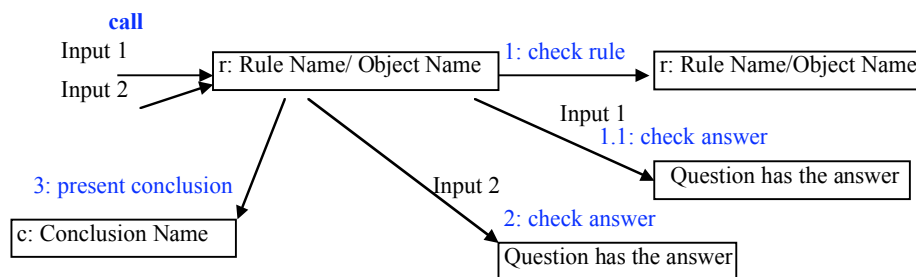 call
Input 1
Input 2
r: Rule Name/ Object Name
1: check rule
r: Rule Name/Object Name
Input 1
1.1: check answer
Question has the answer
3: present conclusion
Input 2
c: Conclusion Name
2: check answer
Question has the answer